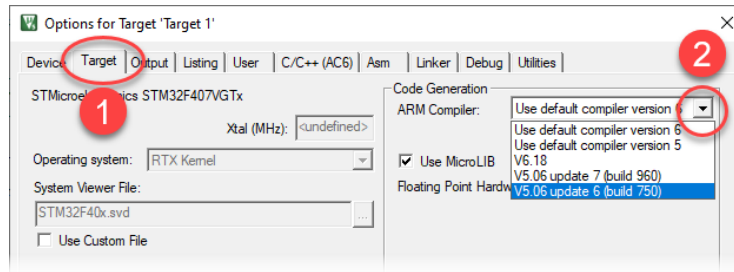 Options for Target 'Target 1'
2
Device Target Output Listing User C/C++ (AC6) Asm Linker Debug Utilities
1
STMicroelectronics STM32F407VGTx
Xtal (MHz): <undefined>
Operating system: RTX Kernel
System Viewer File:
STM32F40x.svd
...
Use Custom File
Code Generation
ARM Compiler: Use default compiler version 6
Use default compiler version 6
Use default compiler version 5
V6.18
V5.06 update 7 (build 960)
V5.06 update 6 (build 750)
Use MicroLIB
Floating Point Hardw